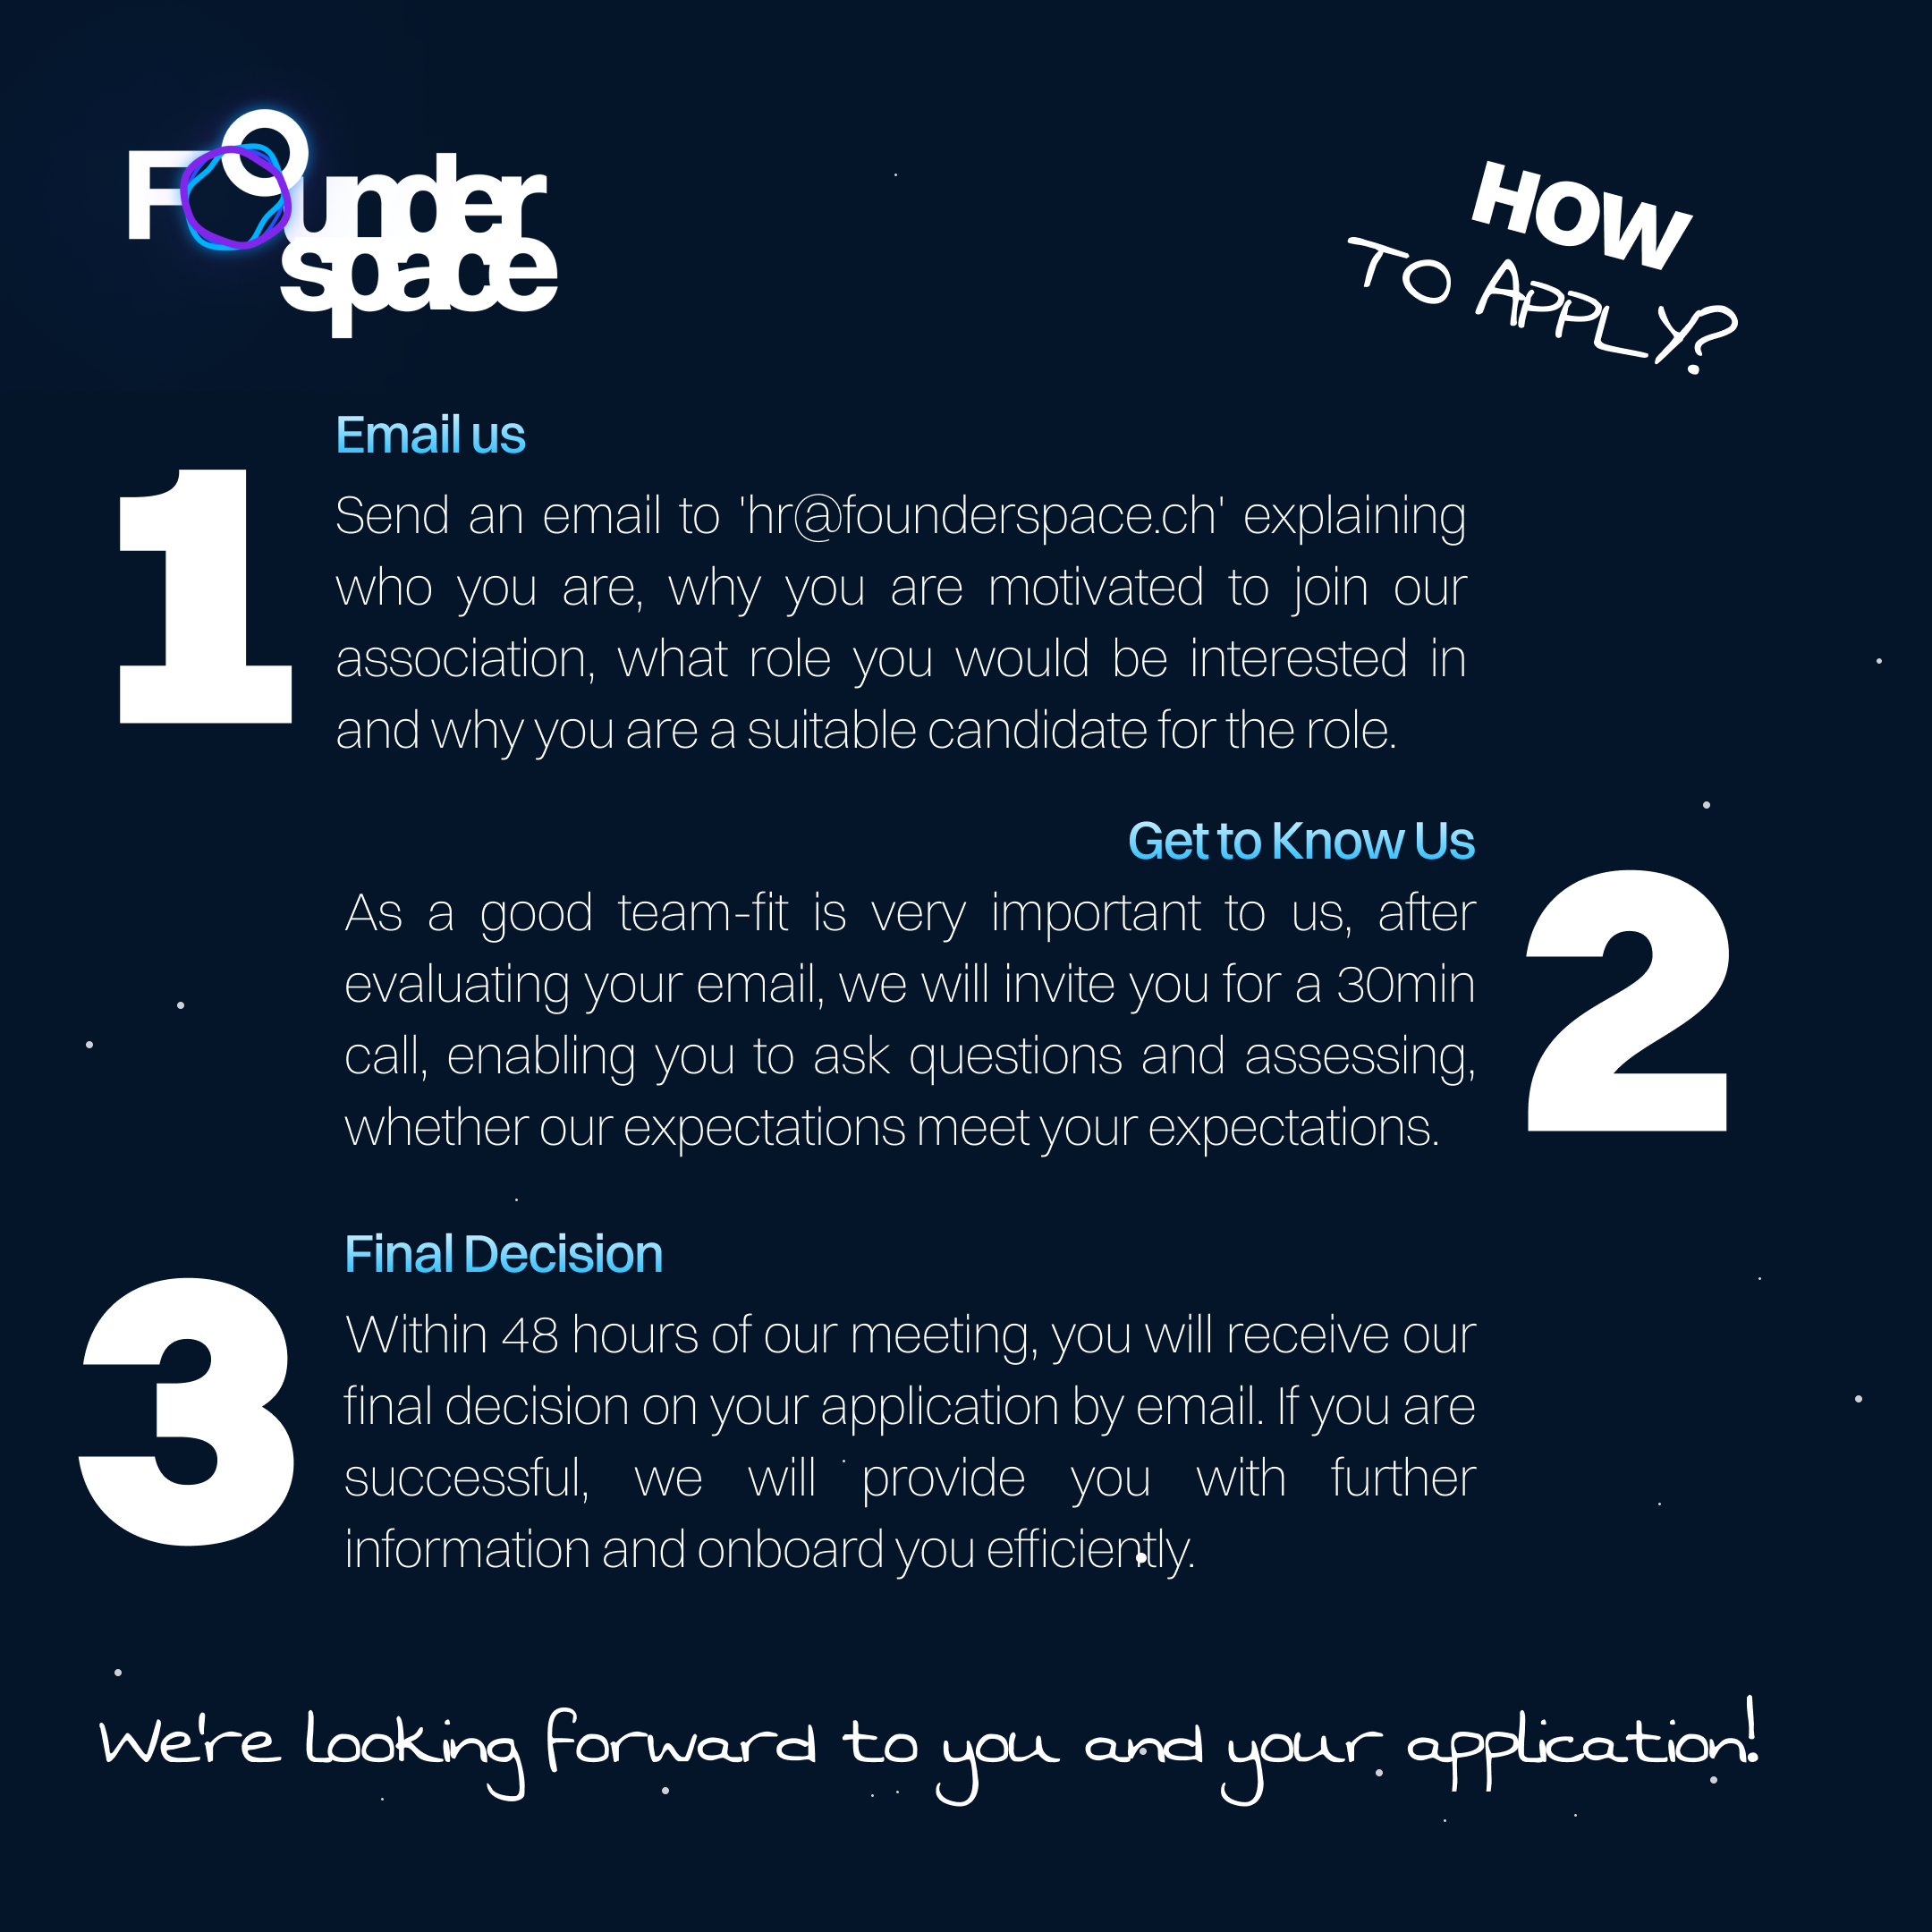 Founder
space
HOW
TO APPLY?
1
Email us
Send an email to 'hr@founderspace.ch' explaining
who you are, why you are motivated to join our
association, what role you would be interested in
and why you are a suitable candidate for the role.
Get to Know Us
2
As a good team-fit is very important to us, after
evaluating your email, we will invite you for a 30min
call, enabling you to ask questions and assessing,
whether our expectations meet your expectations.
3
Final Decision
Within 48 hours of our meeting, you will receive our
final decision on your application by email. If you are
successful, we will provide you with further
information and onboard you efficiently.
We're looking forward to you and your application!